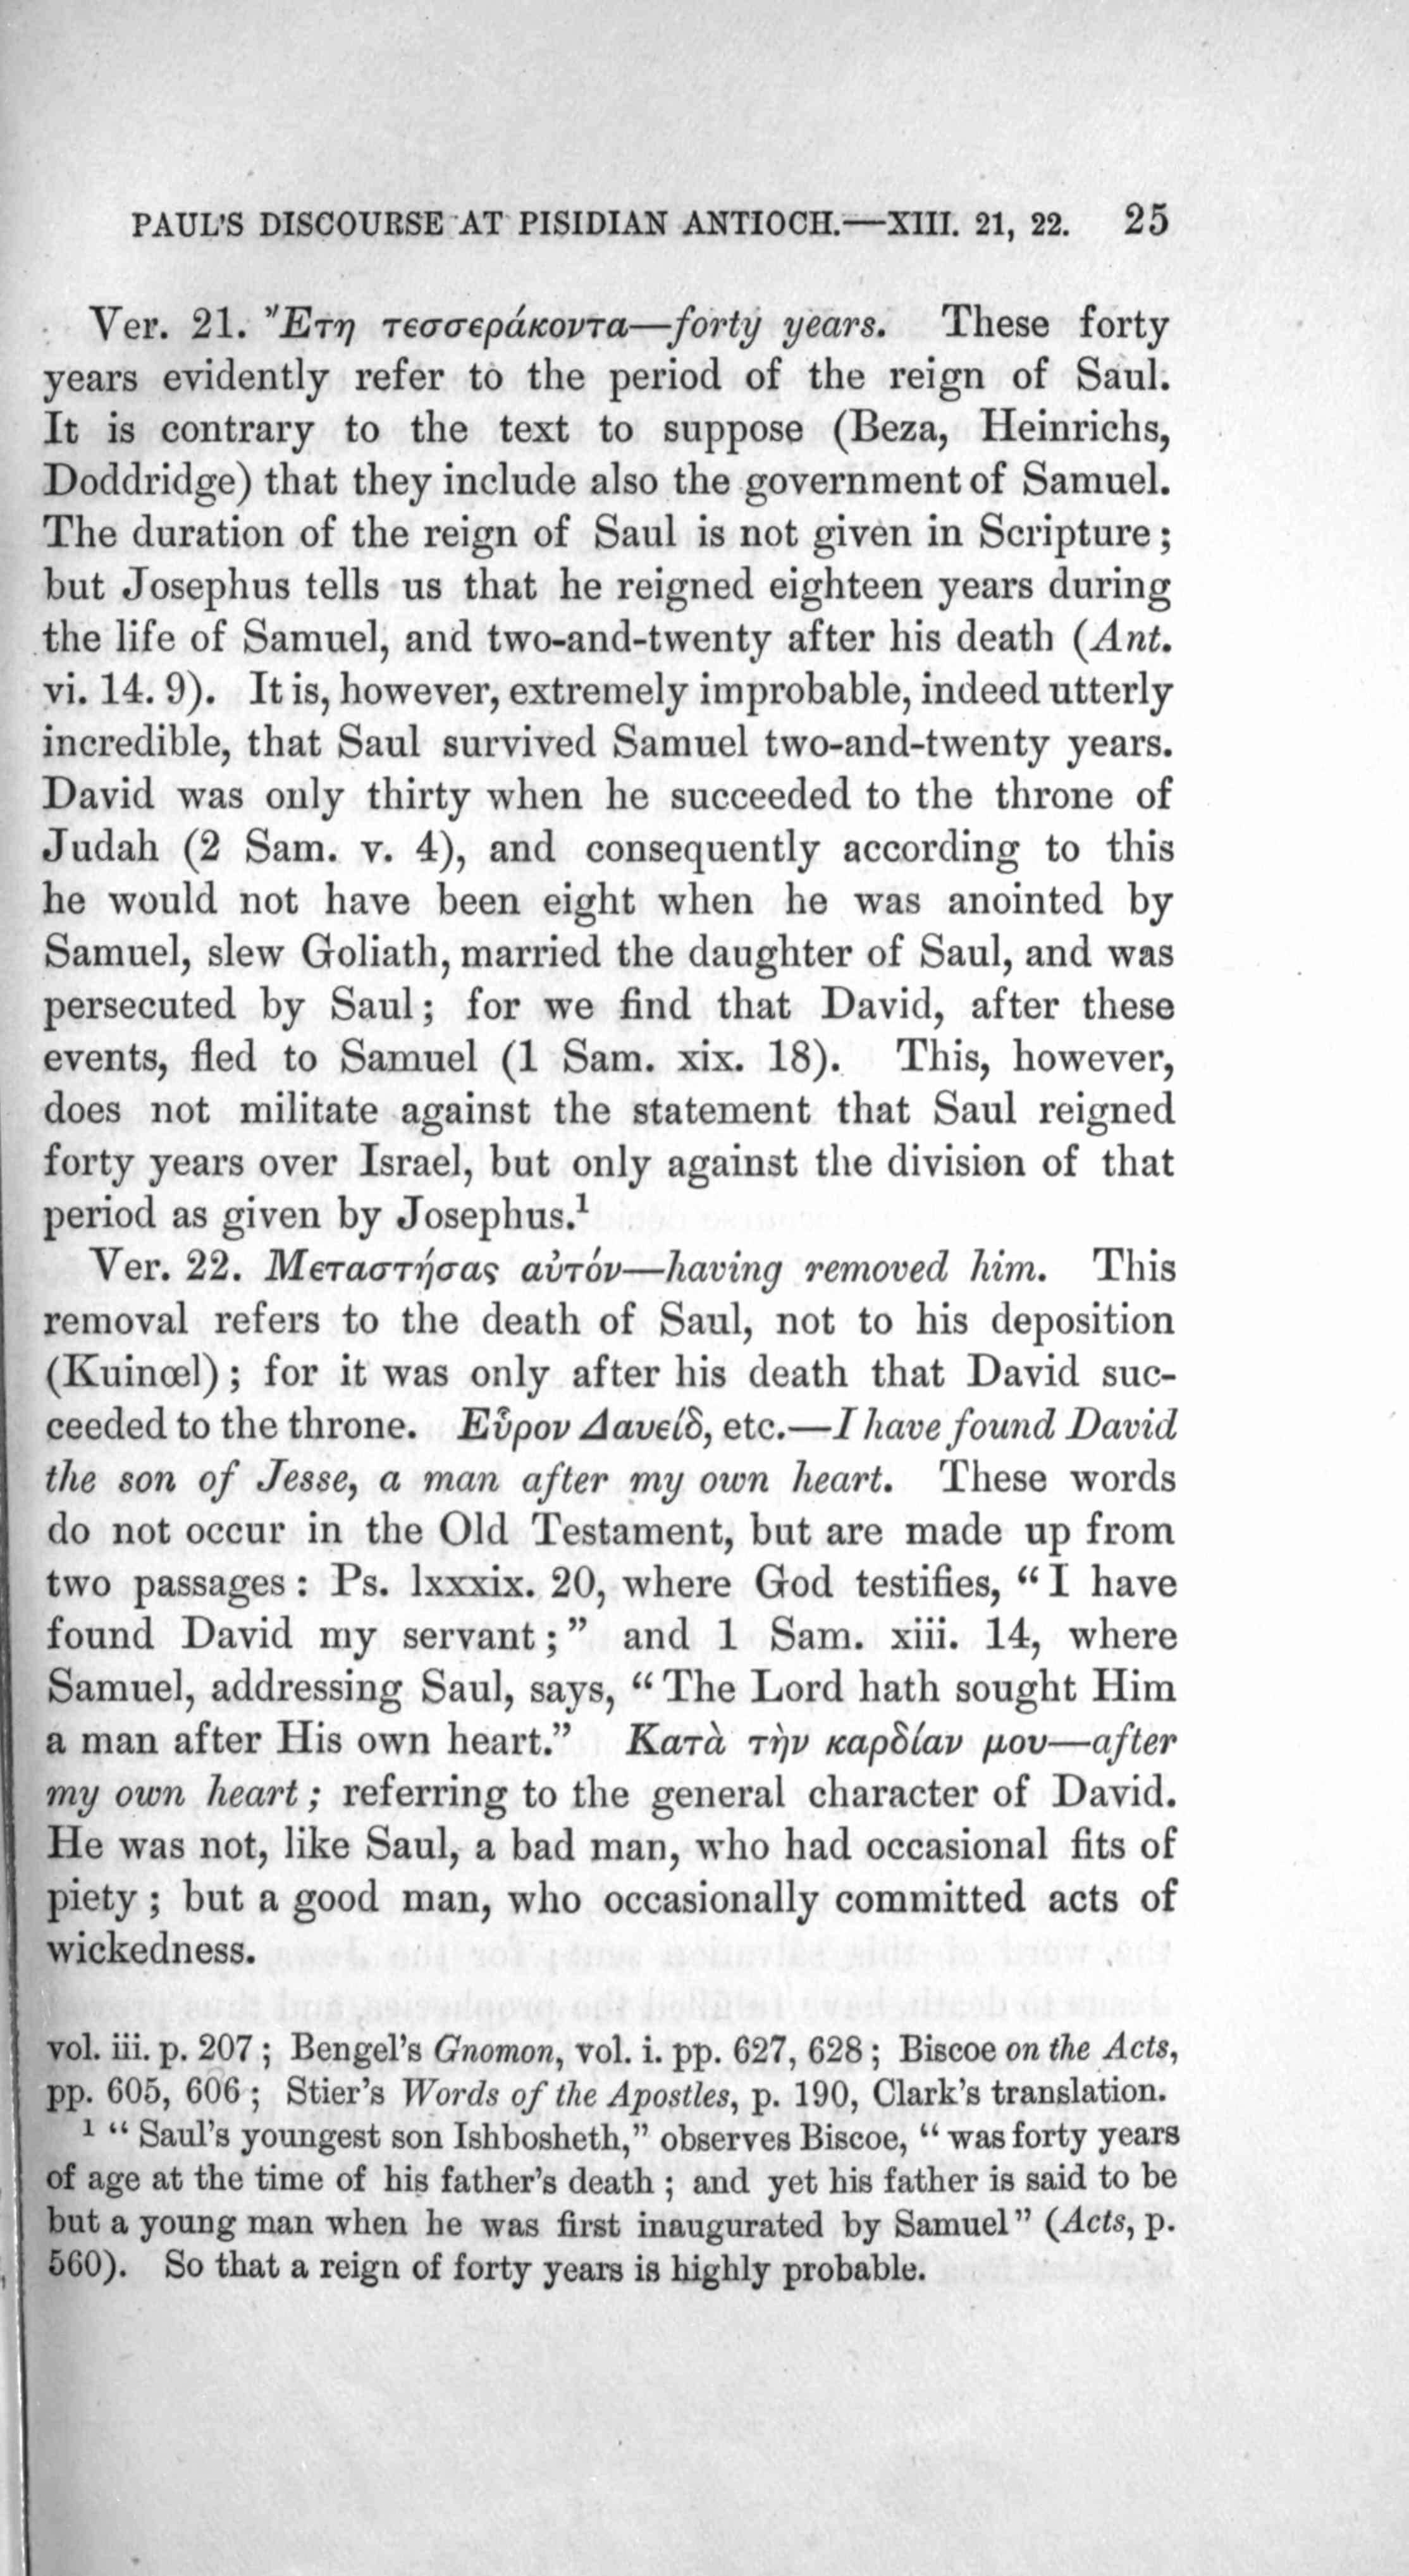 PAUL'S DISCOURSE AT PISIDIAN ANTIOCH.—XIII. 21, 22. 25
Ver. 21. Ἔτη τεσσεράκοντα—forty years. These forty
years evidently refer to the period of the reign of Saul.
It is contrary to the text to suppose (Beza, Heinrichs,
Doddridge) that they include also the government of Samuel.
The duration of the reign of Saul is not given in Scripture;
but Josephus tells us that he reigned eighteen years during
the life of Samuel, and two-and-twenty after his death (Ant.
vi. 14. 9). It is, however, extremely improbable, indeed utterly
incredible, that Saul survived Samuel two-and-twenty years.
David was only thirty when he succeeded to the throne of
Judah (2 Sam. v. 4), and consequently according to this
he would not have been eight when he was anointed by
Samuel, slew Goliath, married the daughter of Saul, and was
persecuted by Saul; for we find that David, after these
events, fled to Samuel (1 Sam. xix. 18). This, however,
does not militate against the statement that Saul reigned
forty years over Israel, but only against the division of that
period as given by Josephus.¹
Ver. 22. Μεταστήσας αὐτόν—having removed him. This
removal refers to the death of Saul, not to his deposition
(Kuinœl); for it was only after his death that David suc-
ceeded to the throne. Εὗρον Δαυείδ, etc.—I have found David
the son of Jesse, a man after my own heart. These words
do not occur in the Old Testament, but are made up from
two passages: Ps. lxxxix. 20, where God testifies, "I have
found David my servant;" and 1 Sam. xiii. 14, where
Samuel, addressing Saul, says, "The Lord hath sought Him
a man after His own heart." Κατὰ τὴν καρδίαν μου—after
my own heart; referring to the general character of David.
He was not, like Saul, a bad man, who had occasional fits of
piety; but a good man, who occasionally committed acts of
wickedness.
vol. iii. p. 207; Bengel's Gnomon, vol. i. pp. 627, 628; Biscoe on the Acts,
pp. 605, 606; Stier's Words of the Apostles, p. 190, Clark's translation.
¹ "Saul's youngest son Ishbosheth," observes Biscoe, "was forty years
of age at the time of his father's death; and yet his father is said to be
but a young man when he was first inaugurated by Samuel" (Acts, p.
560). So that a reign of forty years is highly probable.